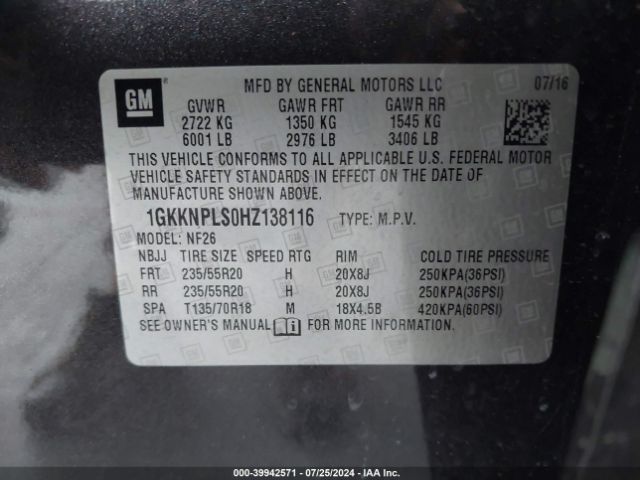 GM
MFD BY GENERAL MOTORS LLC 07/16
GVWR GAWR FRT GAWR RR
2722 KG 1350 KG 1545 KG
6001 LB 2976 LB 3406 LB
THIS VEHICLE CONFORMS TO ALL APPLICABLE U.S. FEDERAL MOTOR
VEHICLE SAFETY STANDARDS IN EFFECT ON THE DATE OF
MANUFACTURE SHOWN ABOVE.
1GKKNPLS0HZ138116 TYPE: M.P.V.
MODEL: NF26
NBJJ TIRE SIZE SPEED RTG RIM COLD TIRE PRESSURE
FRT 235/55R20 H 20X8J 250KPA(36PSI)
RR 235/55R20 H 20X8J 250KPA(36PSI)
SPA T135/70R18 M 18X4.5B 420KPA(60PSI)
SEE OWNER'S MANUAL FOR MORE INFORMATION.
000-39942571 | 07/25/2024 | IAA Inc.